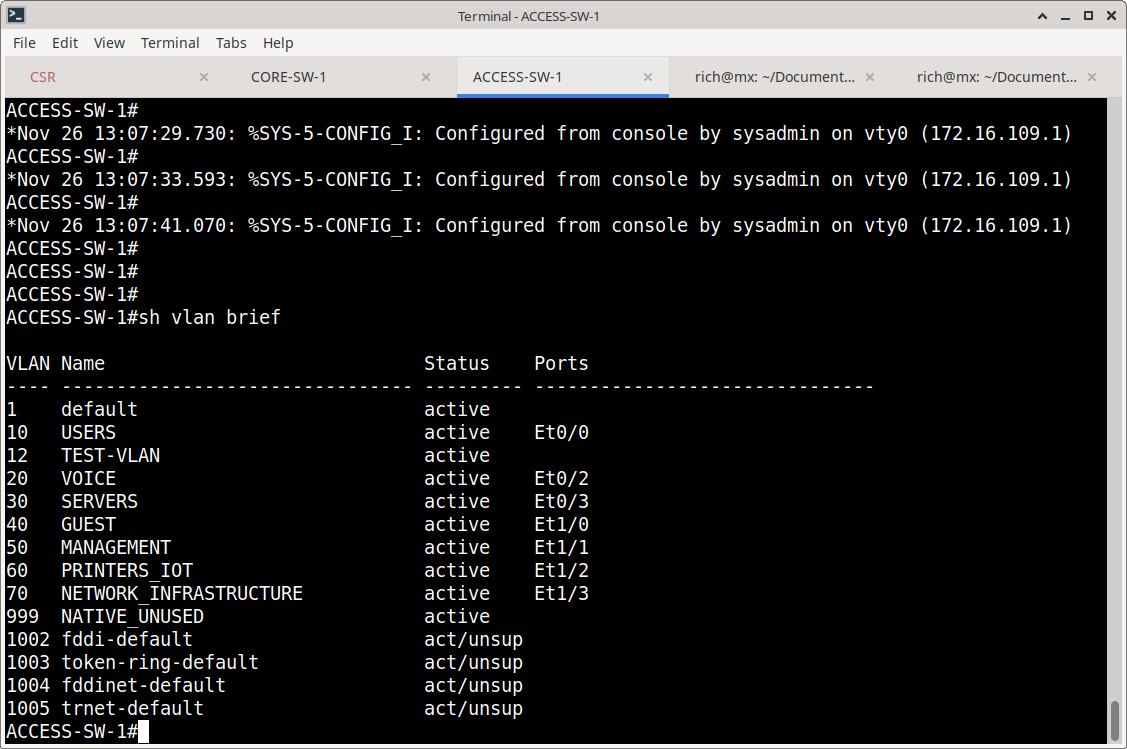 Terminal - ACCESS-SW-1
File Edit View Terminal Tabs Help
CSR CORE-SW-1 ACCESS-SW-1 rich@mx: ~/Document... rich@mx: ~/Document...
ACCESS-SW-1#
*Nov 26 13:07:29.730: %SYS-5-CONFIG_I: Configured from console by sysadmin on vty0 (172.16.109.1)
ACCESS-SW-1#
*Nov 26 13:07:33.593: %SYS-5-CONFIG_I: Configured from console by sysadmin on vty0 (172.16.109.1)
ACCESS-SW-1#
*Nov 26 13:07:41.070: %SYS-5-CONFIG_I: Configured from console by sysadmin on vty0 (172.16.109.1)
ACCESS-SW-1#
ACCESS-SW-1#
ACCESS-SW-1#
ACCESS-SW-1#sh vlan brief

VLAN Name                             Status    Ports
---- -------------------------------- --------- -------------------------------
1    default                          active
10   USERS                            active    Et0/0
12   TEST-VLAN                        active
20   VOICE                            active    Et0/2
30   SERVERS                          active    Et0/3
40   GUEST                            active    Et1/0
50   MANAGEMENT                       active    Et1/1
60   PRINTERS_IOT                     active    Et1/2
70   NETWORK_INFRASTRUCTURE           active    Et1/3
999  NATIVE_UNUSED                    active
1002 fddi-default                     act/unsup
1003 token-ring-default               act/unsup
1004 fddinet-default                  act/unsup
1005 trnet-default                    act/unsup
ACCESS-SW-1#